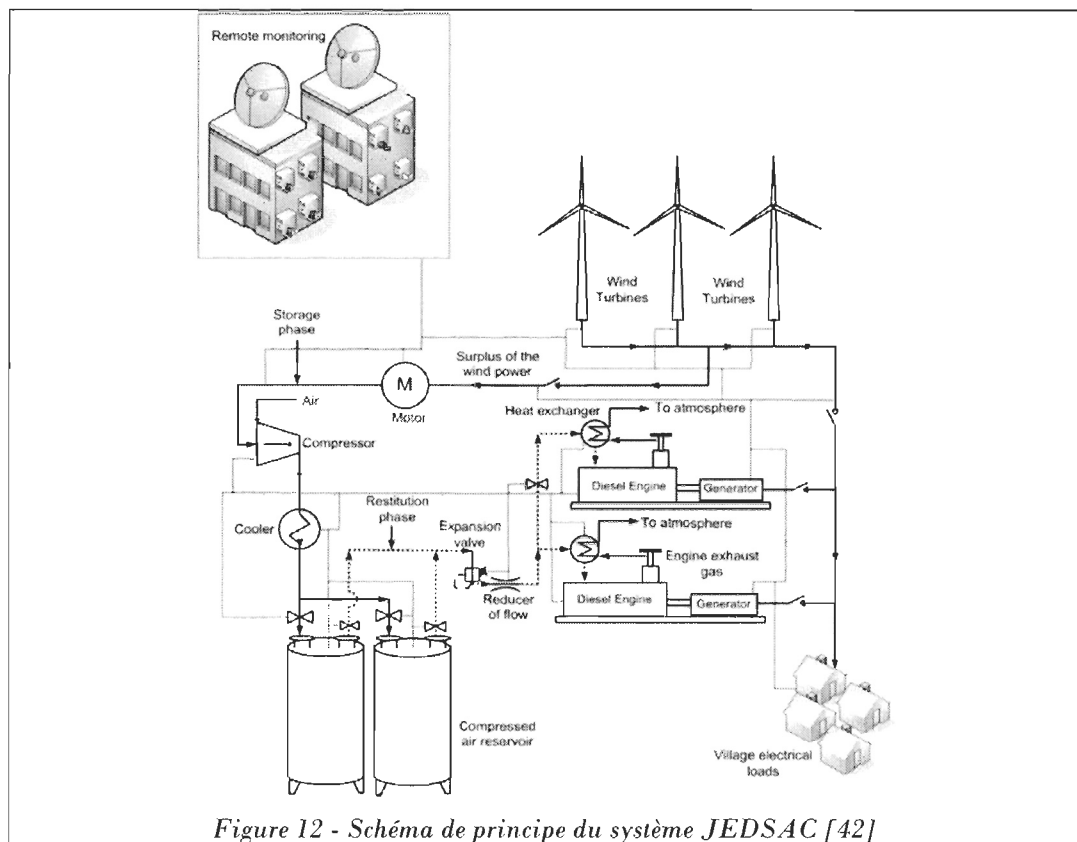 Remote monitoring
Wind
Turbines
Wind
Turbines
Storage
phase
Surplus of the
wind power
M
Motor
Air
Compressor
Heat exchanger
To atmosphere
Diesel Engine
Generator
Cooler
Restitution
phase
Expansion
valve
To atmosphere
Engine exhaust
gas
Reducer
of flow
Diesel Engine
Generator
Compressed
air reservoir
Village electrical
loads
Figure 12 - Schéma de principe du système JEDSAC [42]